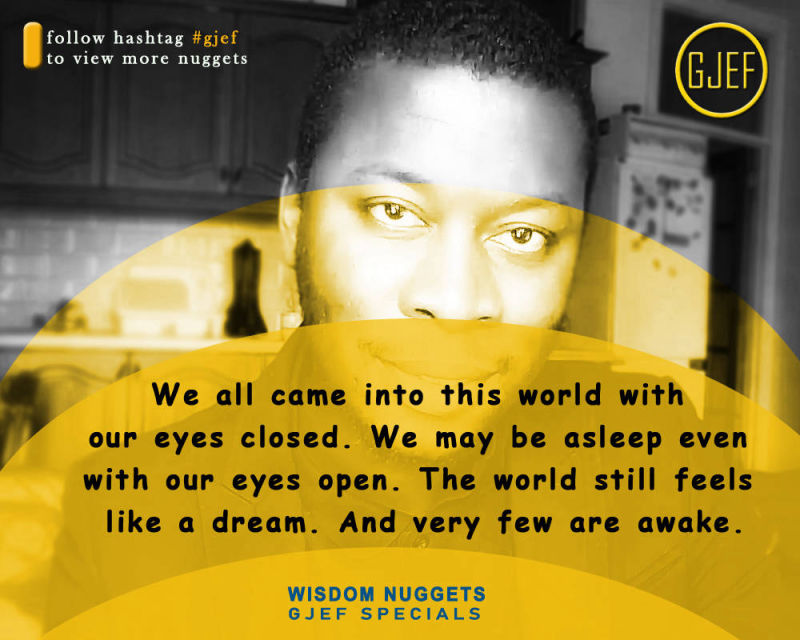 follow hashtag #gjef
to view more nuggets
GJEF
We all came into this world with
our eyes closed. We may be asleep even
with our eyes open. The world still feels
like a dream. And very few are awake.
WISDOM NUGGETS
GJEF SPECIALS